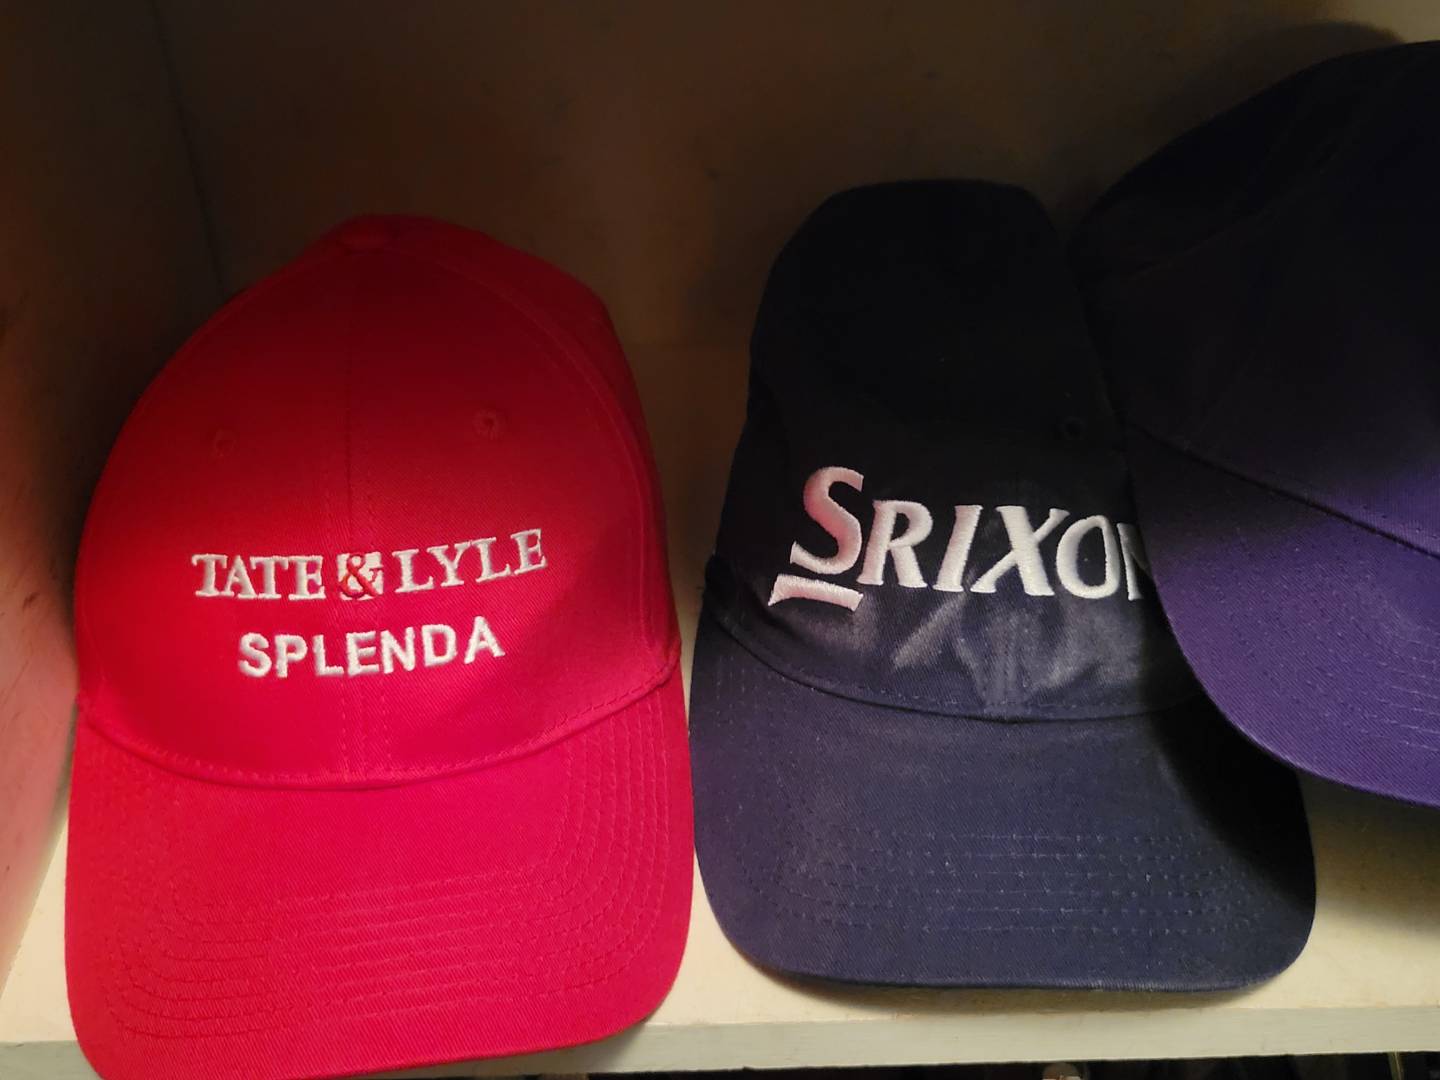 TATE & LYLE
SPLENDA
SRIXON